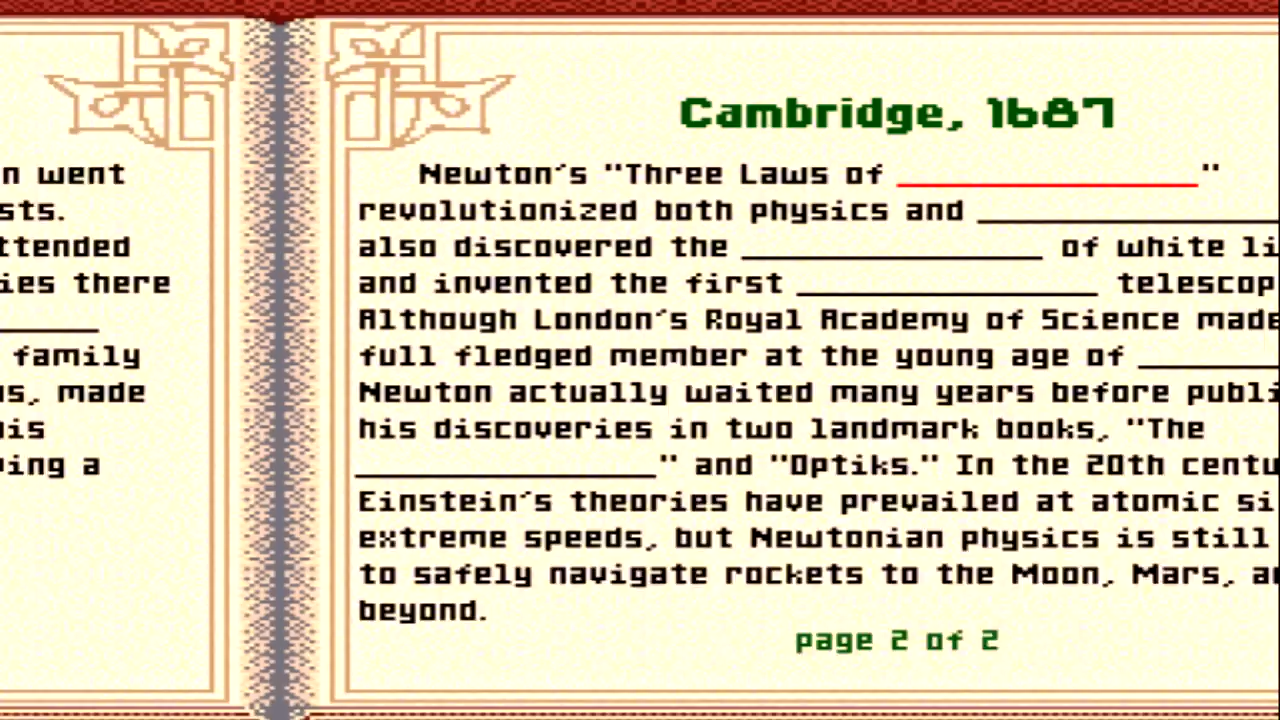 n went
sts.
ttended
ies there
____________
family
s, made
his
ing a
Cambridge, 1687
Newton's "Three Laws of ____________"
revolutionized both physics and ____________
also discovered the ____________ of white li
and invented the first ____________ telescop
Although London's Royal Academy of Science made
full fledged member at the young age of ____________
Newton actually waited many years before publi
his discoveries in two landmark books, "The
____________" and "Optiks." In the 20th centu
Einstein's theories have prevailed at atomic si
extreme speeds, but Newtonian physics is still
to safely navigate rockets to the Moon, Mars, a
beyond.
page 2 of 2